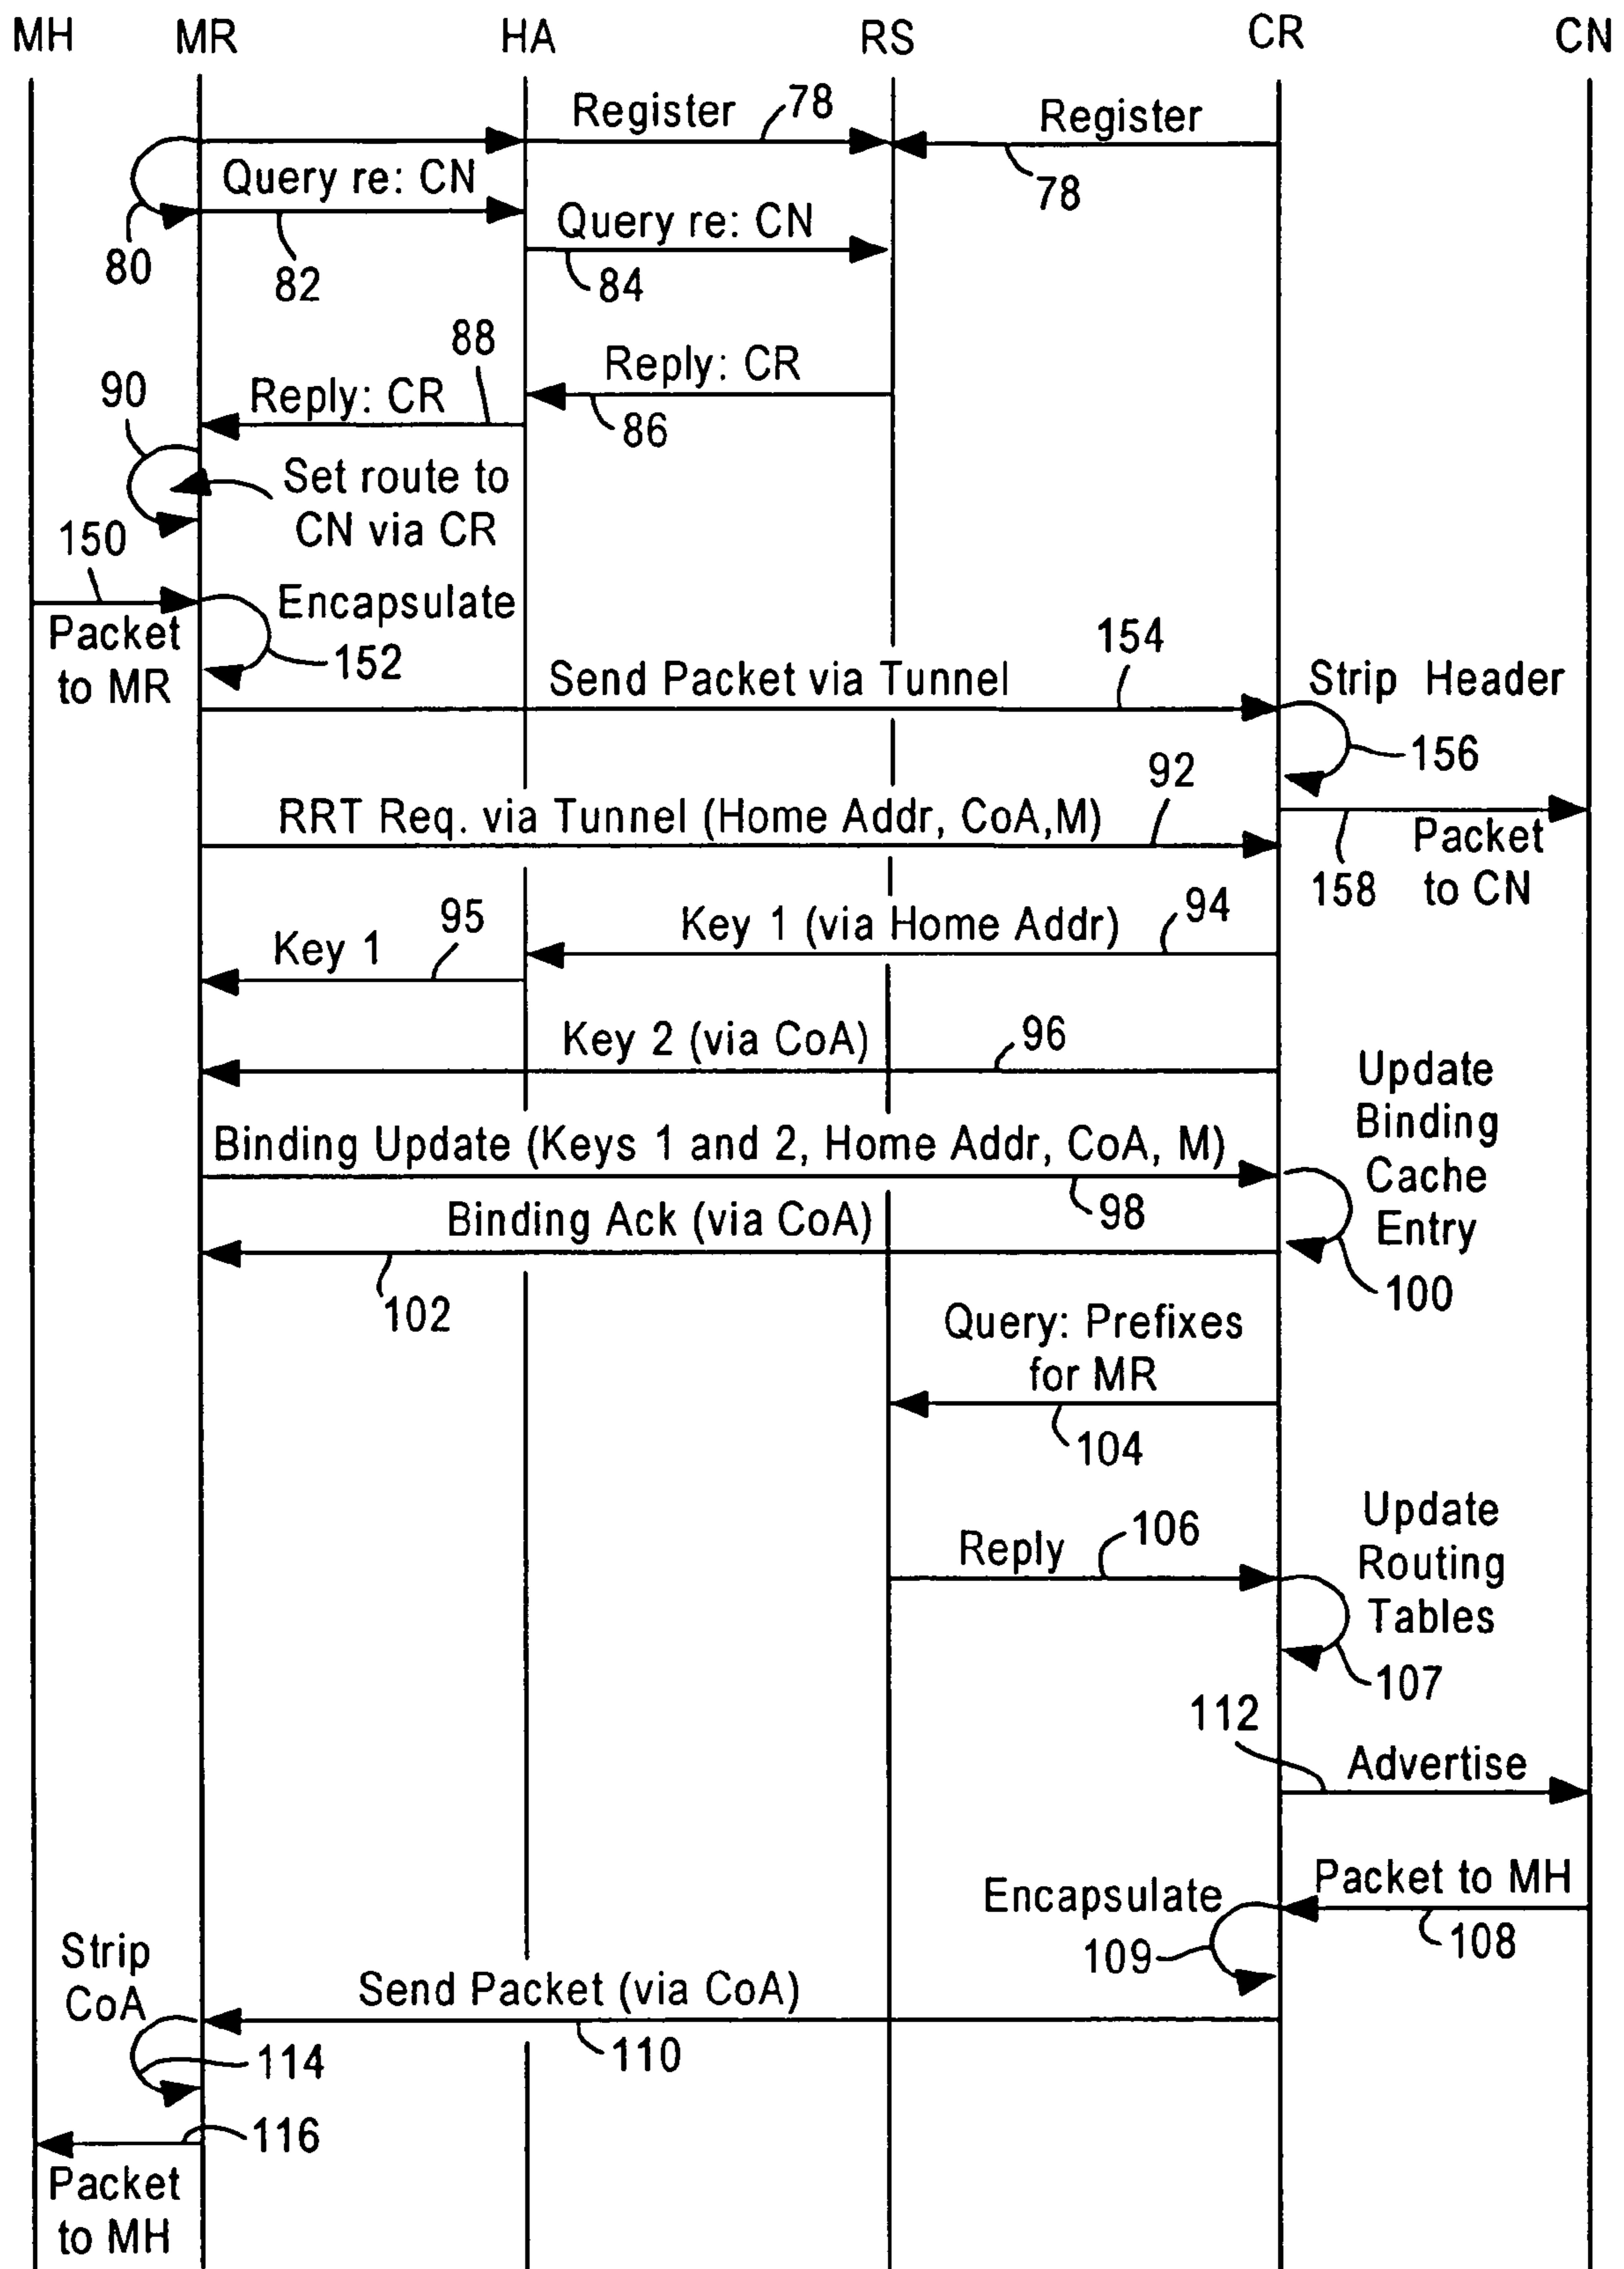 MH MR HA RS CR CN
Register 78 Register
78
Query re: CN
80 82
Query re: CN
84
88 Reply: CR
86
90 Reply: CR
Set route to
CN via CR
150
Encapsulate
152
Packet
to MR
154
Send Packet via Tunnel
Strip Header
156
92
RRT Req. via Tunnel (Home Addr, CoA,M)
158
Packet
to CN
95 94
Key 1 Key 1 (via Home Addr)
Key 2 (via CoA) 96
Update
Binding
Cache
Entry
100
Binding Update (Keys 1 and 2, Home Addr, CoA, M)
98
Binding Ack (via CoA)
102
Query: Prefixes
for MR
104
Reply 106
Update
Routing
Tables
107
112
Advertise
Packet to MH
108
Encapsulate
109
Strip
CoA
Send Packet (via CoA)
110
114
116
Packet
to MH